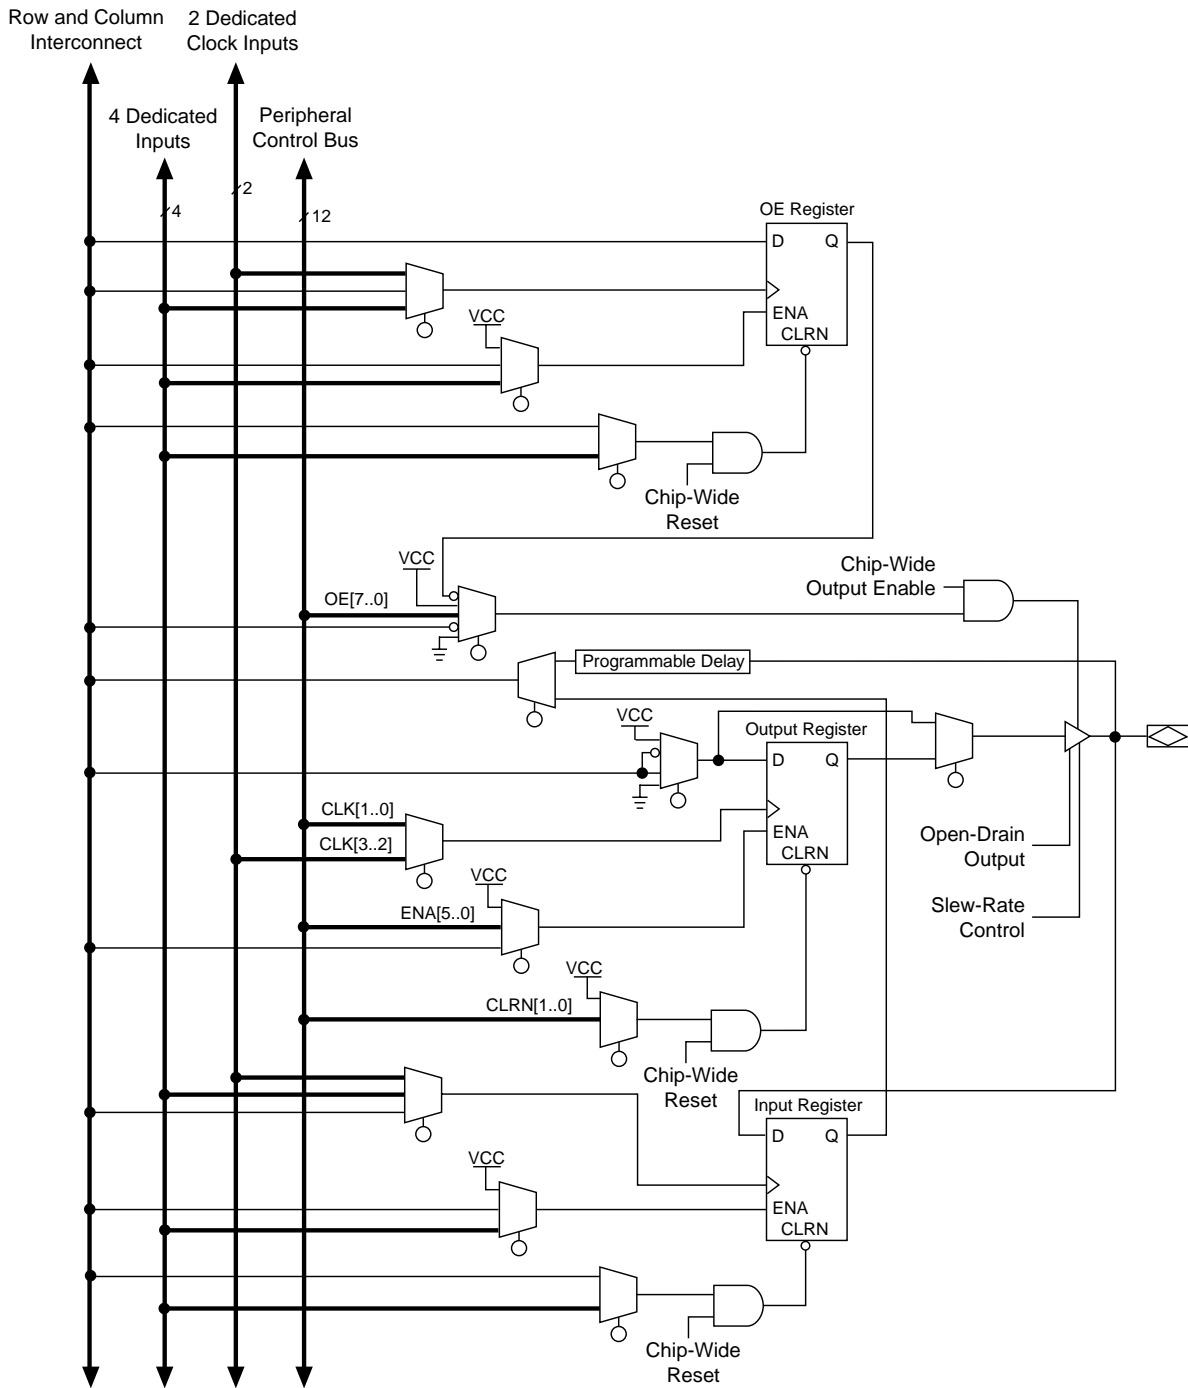 Row and Column
Interconnect
2 Dedicated
Clock Inputs
4 Dedicated
Inputs
Peripheral
Control Bus
2
4
12
OE Register
D Q
ENA
CLRN
VCC
Chip-Wide
Reset
VCC
OE[7..0]
Chip-Wide
Output Enable
Programmable Delay
VCC
Output Register
D Q
ENA
CLRN
CLK[1..0]
CLK[3..2]
Open-Drain
Output
VCC
ENA[5..0]
Slew-Rate
Control
VCC
CLRN[1..0]
Chip-Wide
Reset
Input Register
D Q
ENA
CLRN
VCC
Chip-Wide
Reset